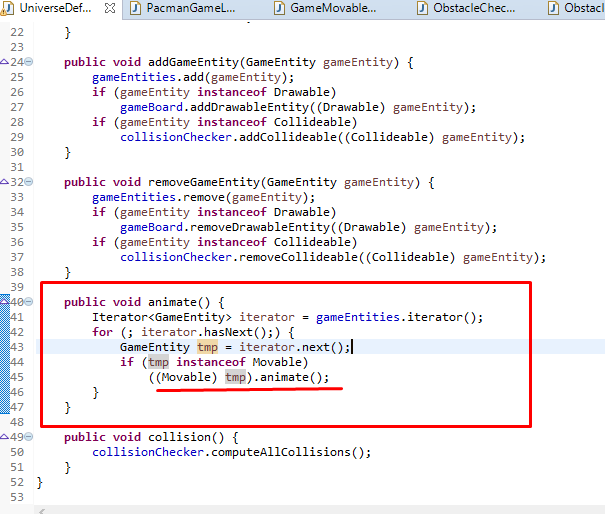 UniverseDef... PacmanGameL... GameMovable... ObstacleChec... Obstac
22 }
23
24 public void addGameEntity(GameEntity gameEntity) {
25 gameEntities.add(gameEntity);
26 if (gameEntity instanceof Drawable)
27 gameBoard.addDrawableEntity((Drawable) gameEntity);
28 if (gameEntity instanceof Collideable)
29 collisionChecker.addCollideable((Collideable) gameEntity);
30 }
31
32 public void removeGameEntity(GameEntity gameEntity) {
33 gameEntities.remove(gameEntity);
34 if (gameEntity instanceof Drawable)
35 gameBoard.removeDrawableEntity((Drawable) gameEntity);
36 if (gameEntity instanceof Collideable)
37 collisionChecker.removeCollideable((Collideable) gameEntity);
38 }
39
40 public void animate() {
41 Iterator<GameEntity> iterator = gameEntities.iterator();
42 for (; iterator.hasNext();) {
43 GameEntity tmp = iterator.next();
44 if (tmp instanceof Movable)
45 ((Movable) tmp).animate();
46 }
47 }
48
49 public void collision() {
50 collisionChecker.computeAllCollisions();
51 }
52 }
53